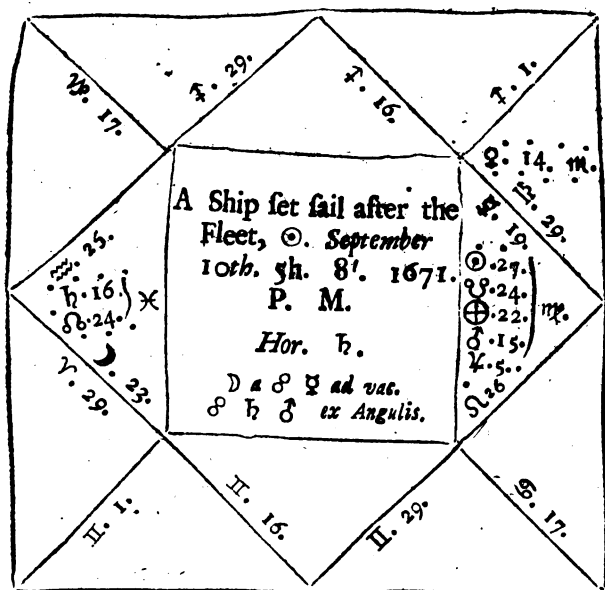 ♑. 17.
♐. 29.
♐. 16.
♐. 1.
♀. 14. ♏.
♎. 29.
A Ship ſet ſail after the
Fleet, ☉. September
10th. 5h. 8'. 1671.
P. M.
Hor. ♄.
☽ a ☍ ☿ ad vac.
☍ ♄ ♂ ex Angulis.
♒. 25.
♄. 16.
☊. 24. ♓
☽. 23.
♈. 29.
19.
☉. 27.
☋. 24.
⊕. 22. ♍.
♂. 15.
♃. 5.
♌ 26
♊. 1.
♊. 16.
♊. 29.
♋. 17.